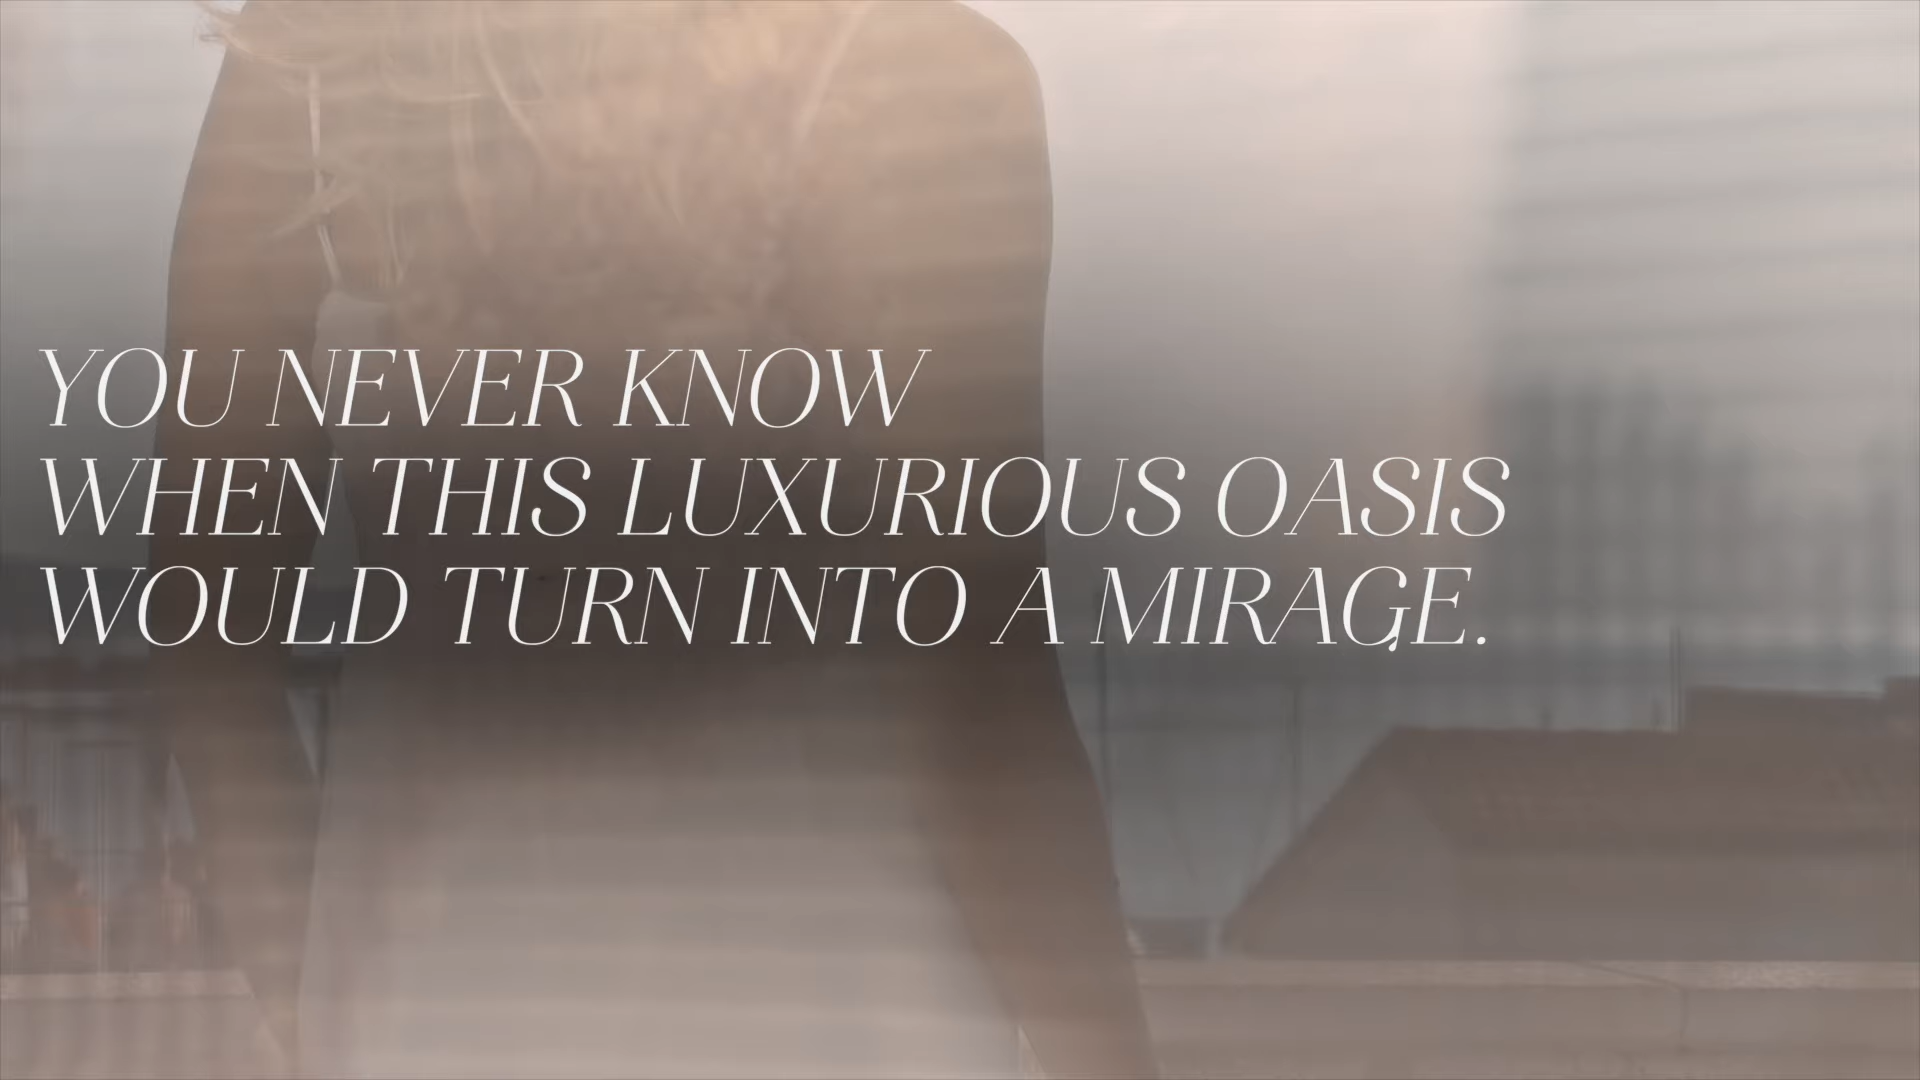 YOU NEVER KNOW
WHEN THIS LUXURIOUS OASIS
WOULD TURN INTO A MIRAGE.